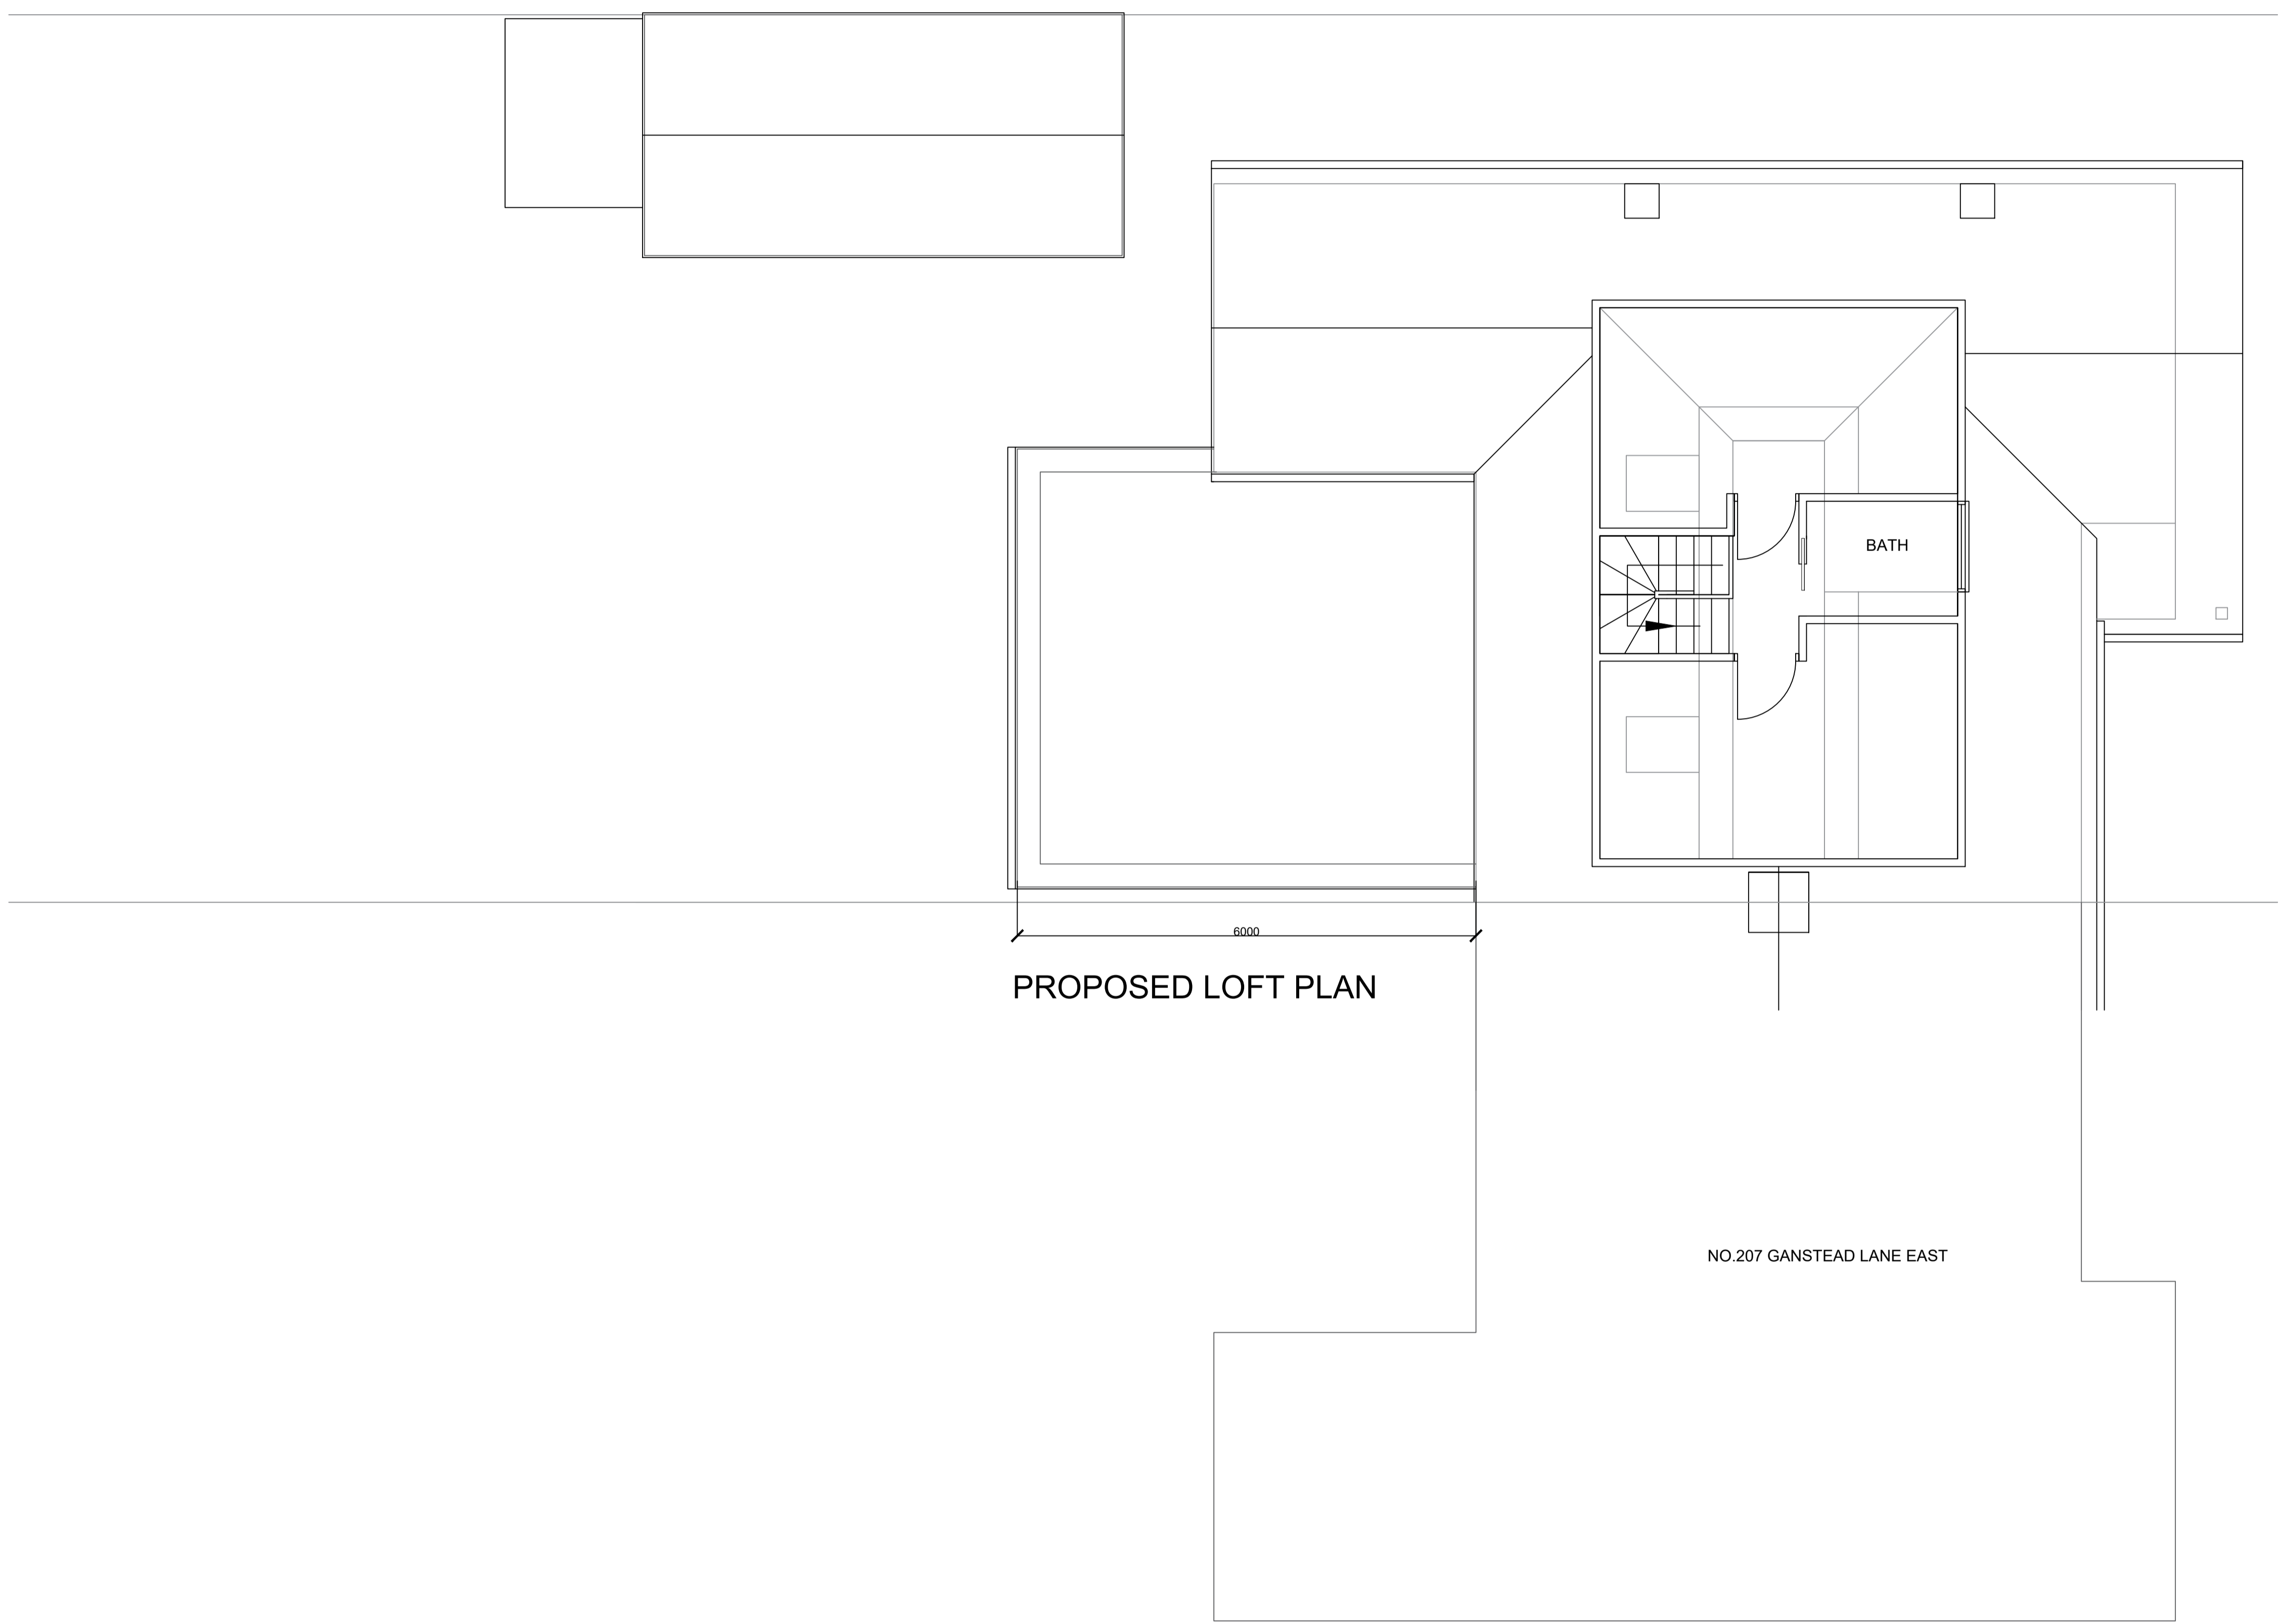 BATH
6000
PROPOSED LOFT PLAN
NO.207 GANSTEAD LANE EAST